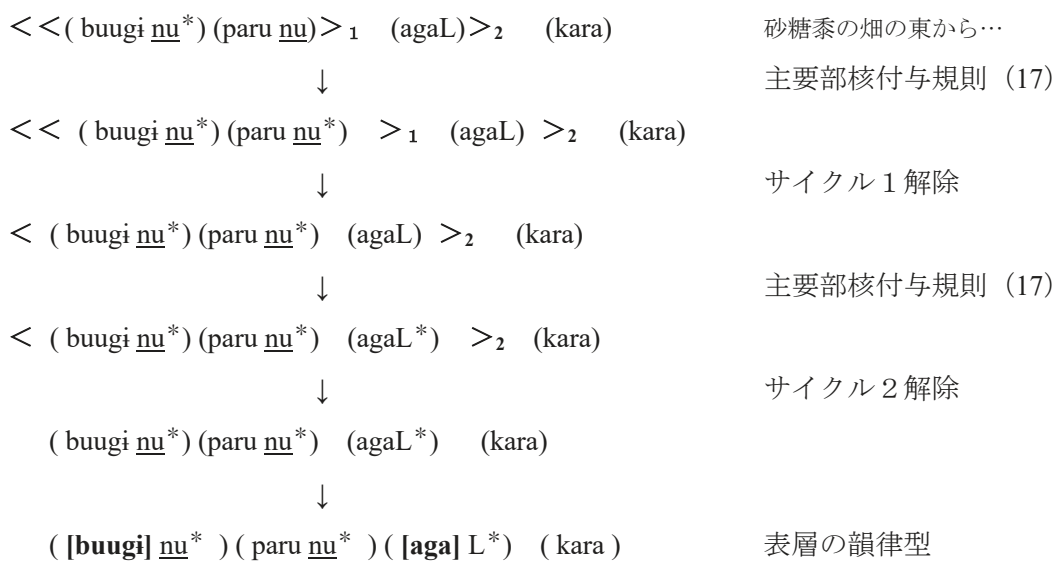 <<( buugɨ nu*) (paru nu)>₁ (agaL)>₂ (kara) 砂糖黍の畑の東から…
↓ 主要部核付与規則（17）
<< ( buugɨ nu*) (paru nu*) >₁ (agaL) >₂ (kara)
↓ サイクル１解除
< ( buugɨ nu*) (paru nu*) (agaL) >₂ (kara)
↓ 主要部核付与規則（17）
< ( buugɨ nu*) (paru nu*) (agaL*) >₂ (kara)
↓ サイクル２解除
( buugɨ nu*) (paru nu*) (agaL*) (kara)
↓
( [buugɨ] nu* ) ( paru nu* ) ( [aga] L*) ( kara ) 表層の韻律型